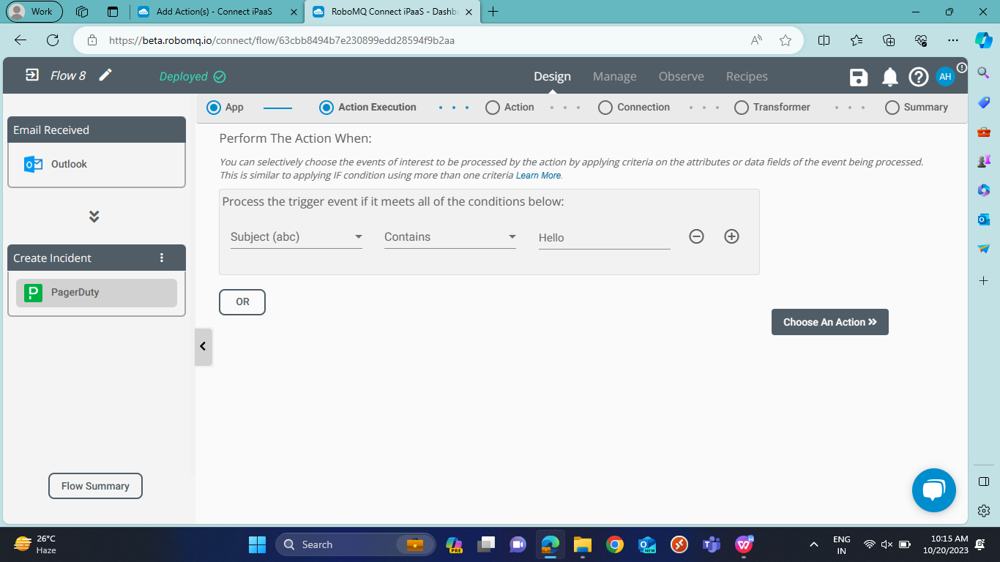 Work
Add Action(s) - Connect iPaaS
RoboMQ Connect iPaaS - Dashb
https://beta.robomq.io/connect/flow/63cbb8494b7e230899edd28594f9b2aa
Flow 8
Deployed
Design
Manage
Observe
Recipes
AH
App
Action Execution
Action
Connection
Transformer
Summary
Email Received
Outlook
Create Incident
PagerDuty
Flow Summary
Perform The Action When:
You can selectively choose the events of interest to be processed by the action by applying criteria on the attributes or data fields of the event being processed.
This is similar to applying IF condition using more than one criteria Learn More.
Process the trigger event if it meets all of the conditions below:
Subject (abc)
Contains
Hello
OR
Choose An Action
26°C
Haze
Search
PRE
NEW
ENG
IN
10:15 AM
10/20/2023